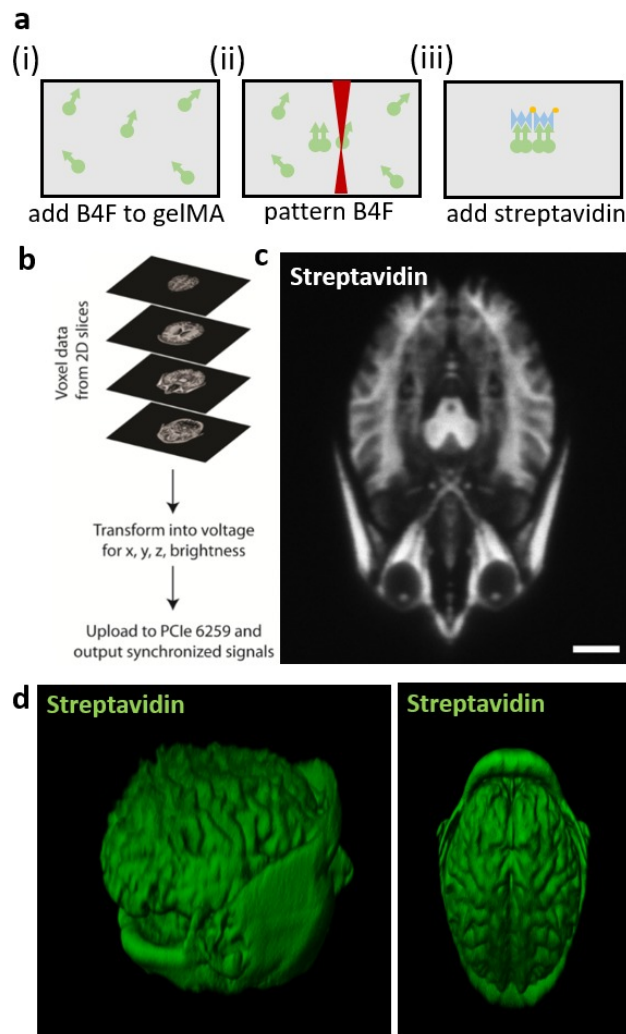 a
(i)
(ii)
(iii)
add B4F to gelMA
pattern B4F
add streptavidin
b
Voxel data
from 2D slices
Transform into voltage
for x, y, z, brightness
Upload to PCIe 6259 and
output synchronized signals
c
Streptavidin
d
Streptavidin
Streptavidin